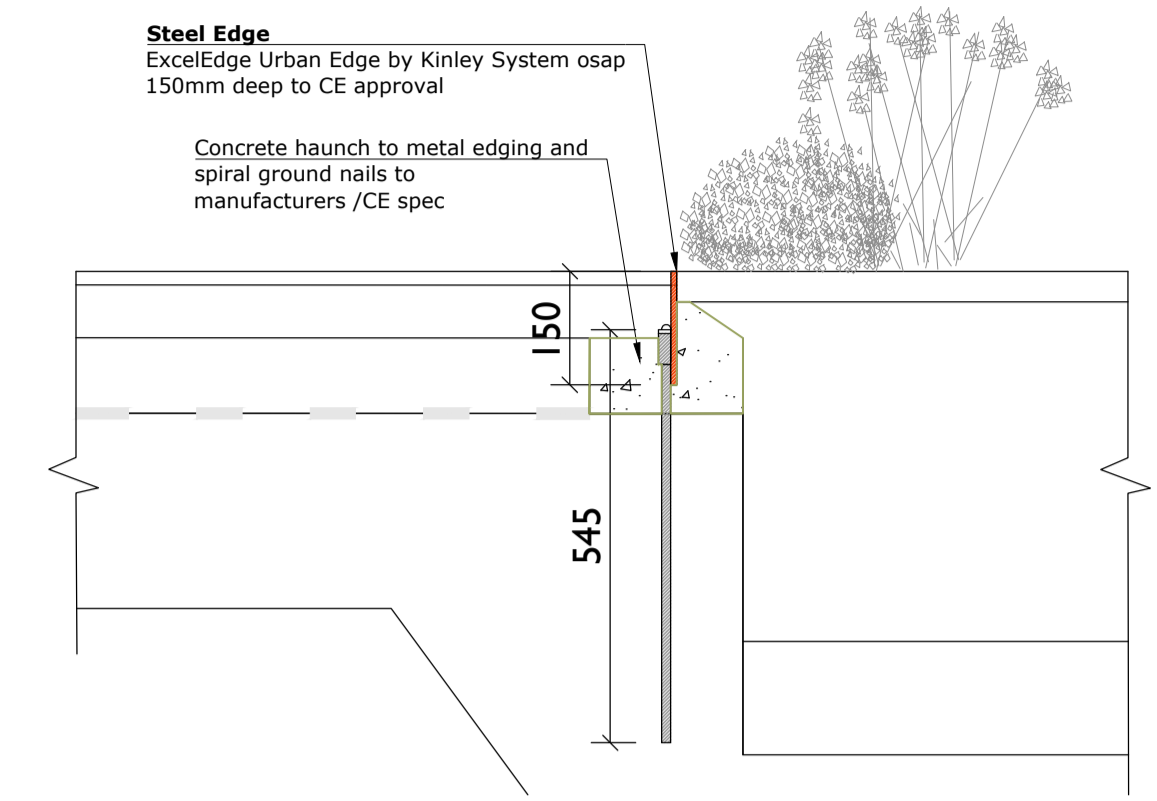 Steel Edge
ExcelEdge Urban Edge by Kinley System osap
150mm deep to CE approval
Concrete haunch to metal edging and
spiral ground nails to
manufacturers /CE spec
150
545